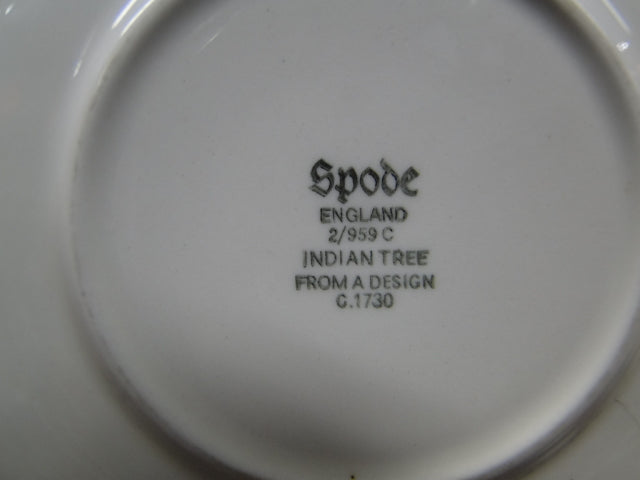 Spode
ENGLAND
2/959 C
INDIAN TREE
FROM A DESIGN
C.1730